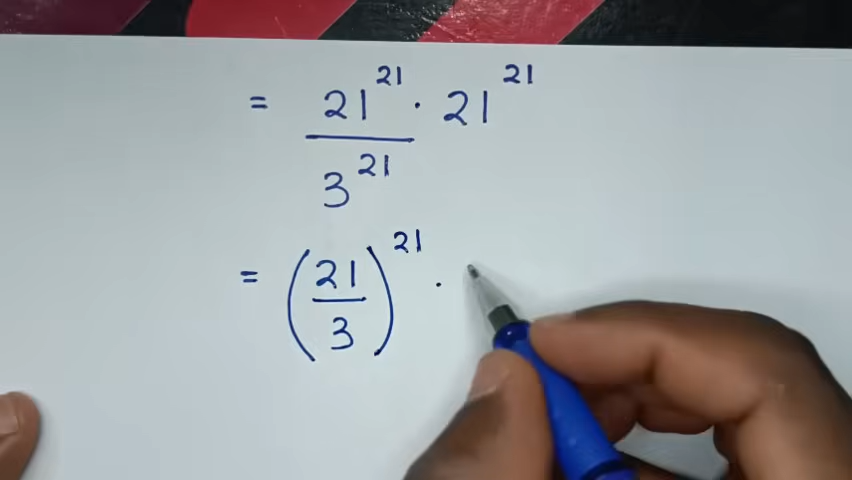 = 21^21 / 3^21 · 21^21
= (21/3)^21 ·